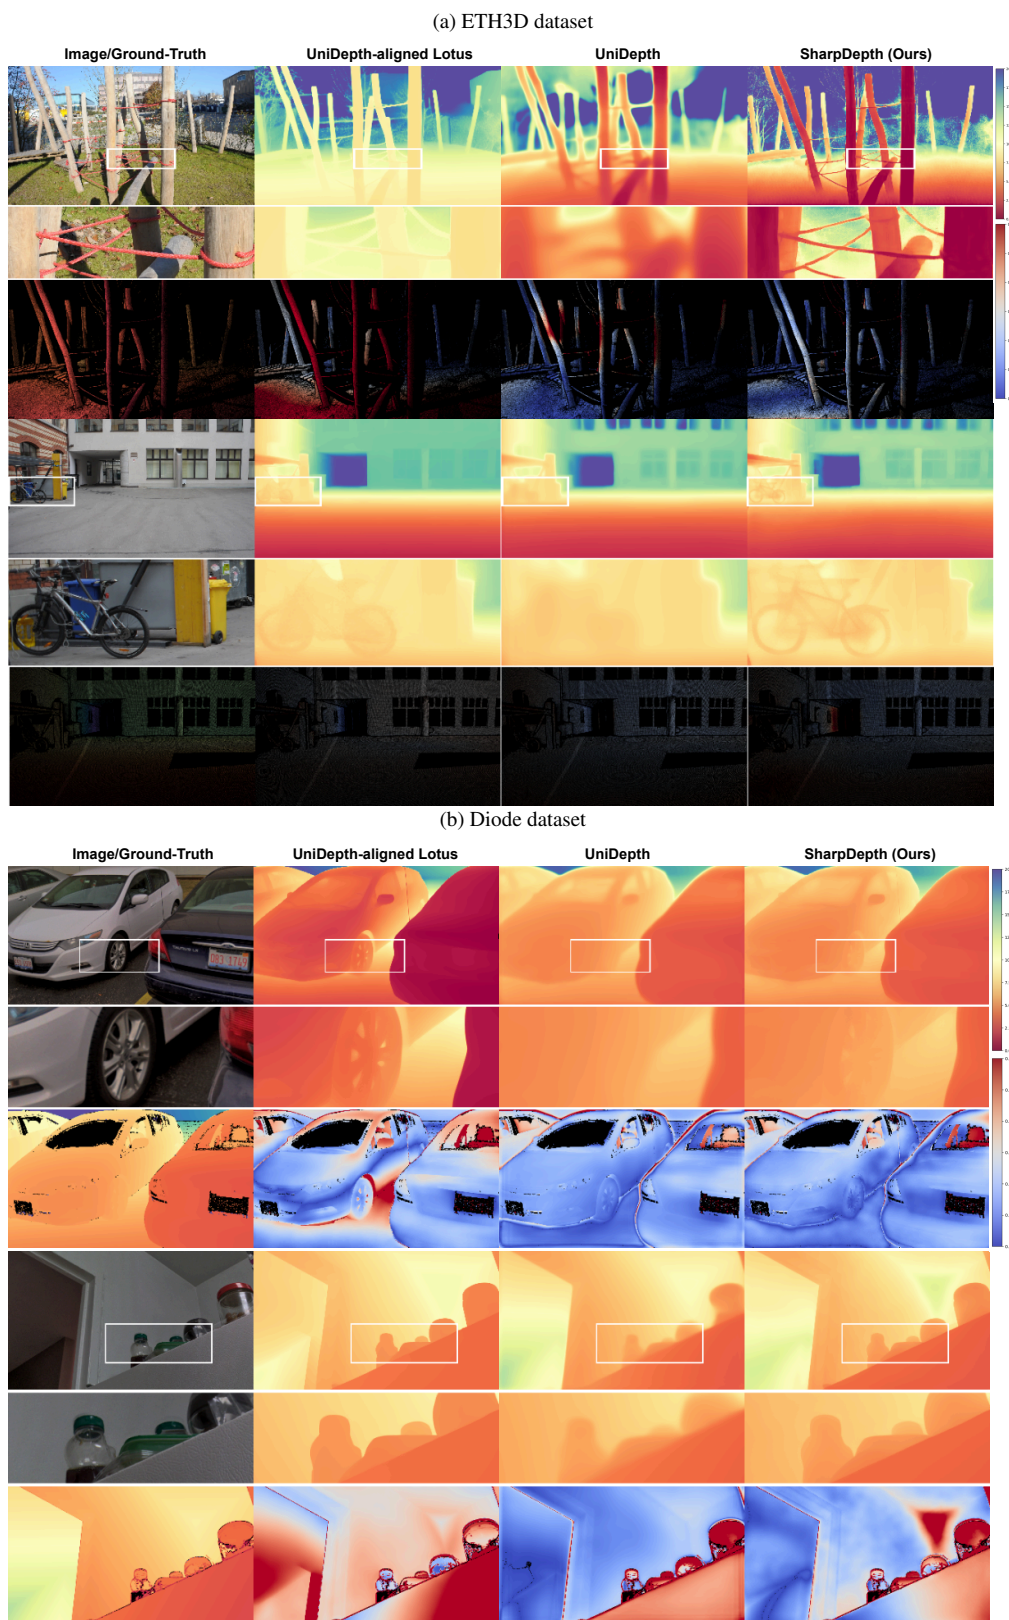 (a) ETH3D dataset
Image/Ground-Truth
UniDepth-aligned Lotus
UniDepth
SharpDepth (Ours)
(b) Diode dataset
Image/Ground-Truth
UniDepth-aligned Lotus
UniDepth
SharpDepth (Ours)